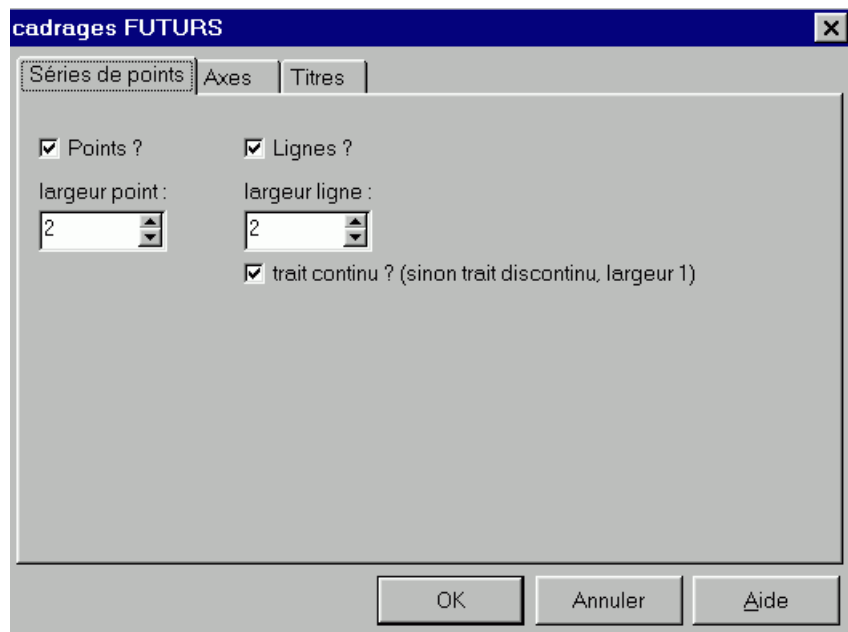 cadrages FUTURS
Séries de points Axes Titres
Points ? Lignes ?
largeur point : largeur ligne :
2 2
trait continu ? (sinon trait discontinu, largeur 1)
OK Annuler Aide